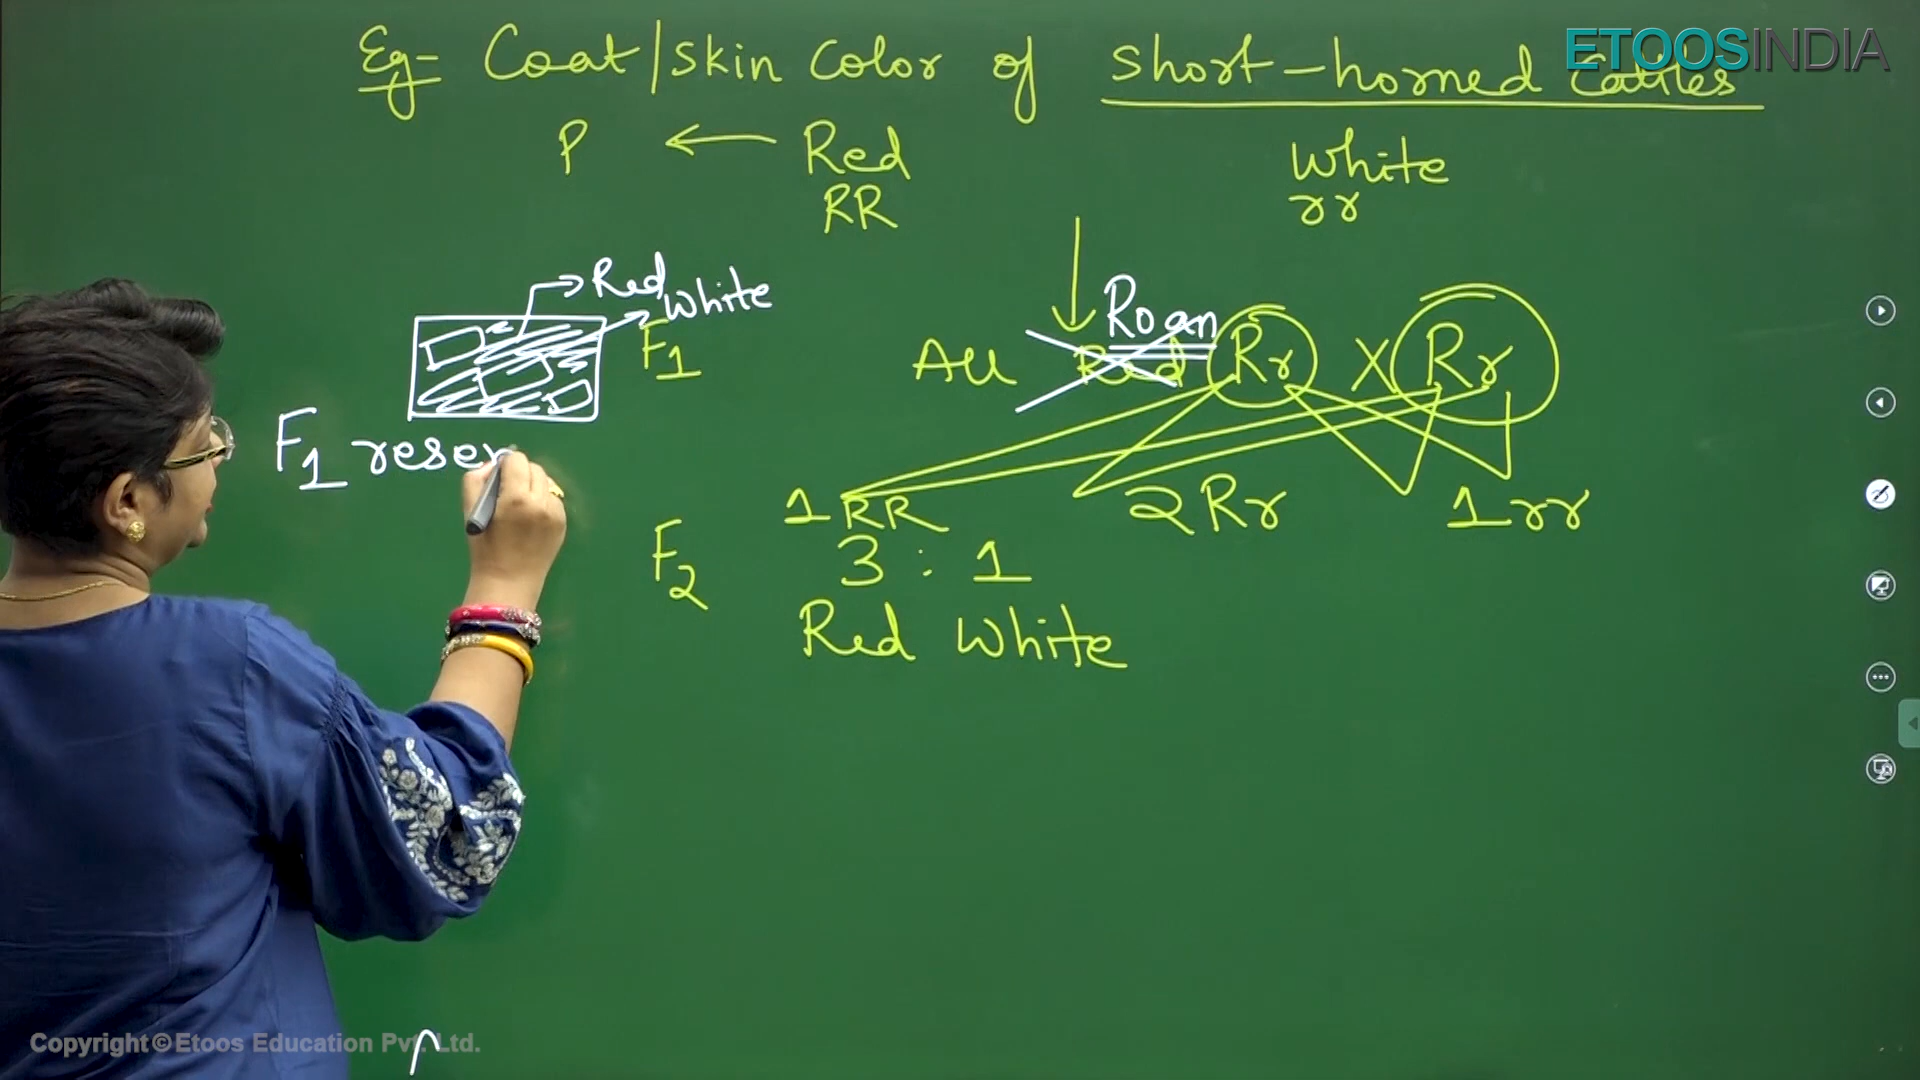 Eg= Coat/Skin Color of Short-horned Cattles
ETOOSINDIA
P ← Red White
RR rr
Red
White
F1
Roan
All Red Rr X Rr
F1 resem
1 RR 2 Rr 1 rr
F2 3 : 1
Red White
Copyright © Etoos Education Pvt. Ltd.